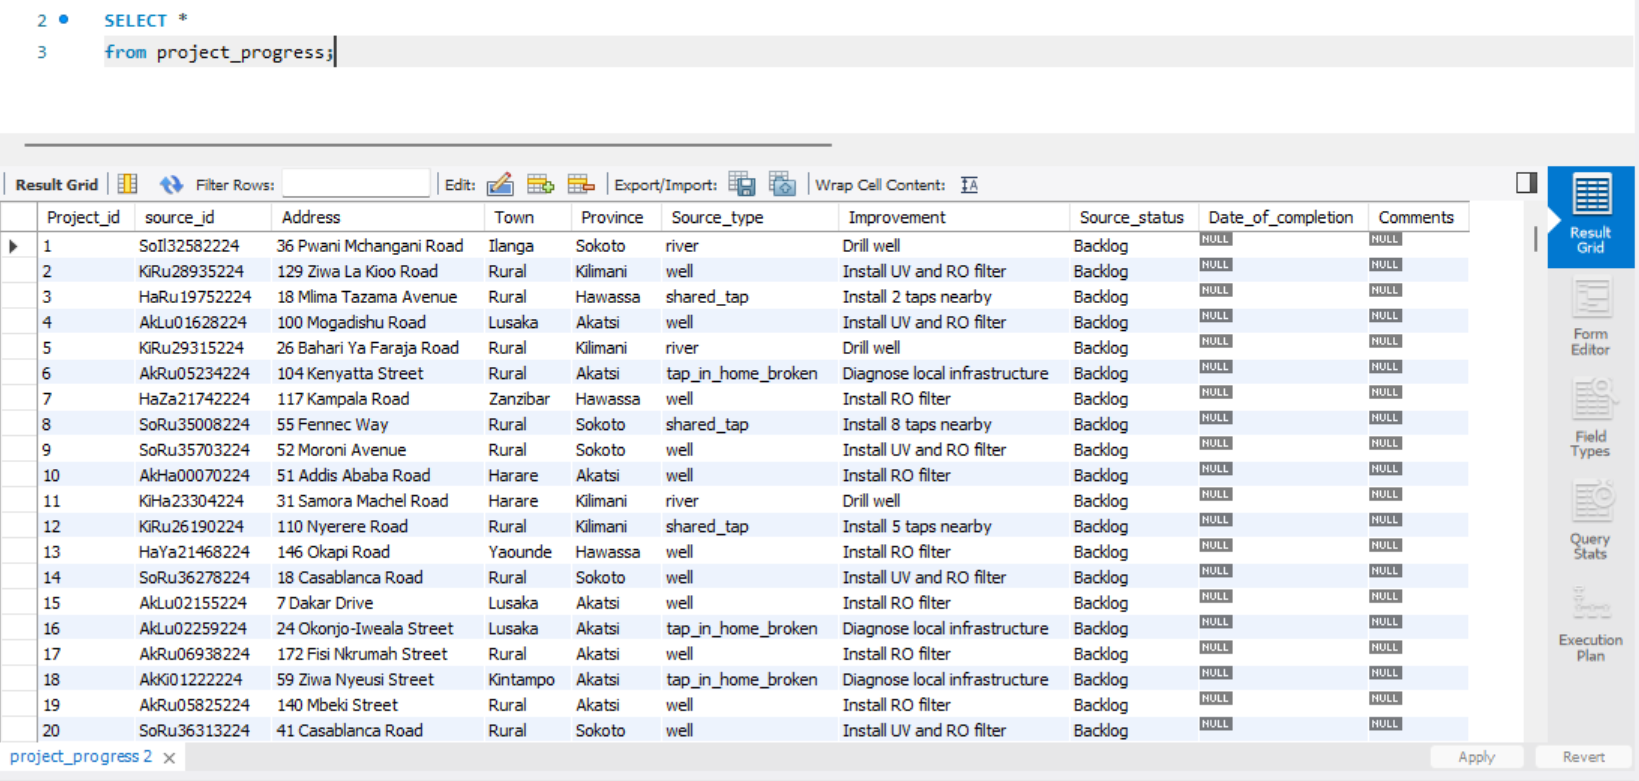 2 SELECT *
3 from project_progress;
Result Grid Filter Rows: Edit: Export/Import: Wrap Cell Content: IA
Project_id source_id Address Town Province Source_type Improvement Source_status Date_of_completion Comments
1 SoIl32582224 36 Pwani Mchangani Road Ilanga Sokoto river Drill well Backlog NULL NULL
2 KiRu28935224 129 Ziwa La Kioo Road Rural Kilimani well Install UV and RO filter Backlog NULL NULL
3 HaRu19752224 18 Mlima Tazama Avenue Rural Hawassa shared_tap Install 2 taps nearby Backlog NULL NULL
4 AkLu01628224 100 Mogadishu Road Lusaka Akatsi well Install UV and RO filter Backlog NULL NULL
5 KiRu29315224 26 Bahari Ya Faraja Road Rural Kilimani river Drill well Backlog NULL NULL
6 AkRu05234224 104 Kenyatta Street Rural Akatsi tap_in_home_broken Diagnose local infrastructure Backlog NULL NULL
7 HaZa21742224 117 Kampala Road Zanzibar Hawassa well Install RO filter Backlog NULL NULL
8 SoRu35008224 55 Fennec Way Rural Sokoto shared_tap Install 8 taps nearby Backlog NULL NULL
9 SoRu35703224 52 Moroni Avenue Rural Sokoto well Install UV and RO filter Backlog NULL NULL
10 AkHa00070224 51 Addis Ababa Road Harare Akatsi well Install RO filter Backlog NULL NULL
11 KiHa23304224 31 Samora Machel Road Harare Kilimani river Drill well Backlog NULL NULL
12 KiRu26190224 110 Nyerere Road Rural Kilimani shared_tap Install 5 taps nearby Backlog NULL NULL
13 HaYa21468224 146 Okapi Road Yaounde Hawassa well Install RO filter Backlog NULL NULL
14 SoRu36278224 18 Casablanca Road Rural Sokoto well Install UV and RO filter Backlog NULL NULL
15 AkLu02155224 7 Dakar Drive Lusaka Akatsi well Install RO filter Backlog NULL NULL
16 AkLu02259224 24 Okonjo-Iweala Street Lusaka Akatsi tap_in_home_broken Diagnose local infrastructure Backlog NULL NULL
17 AkRu06938224 172 Fisi Nkrumah Street Rural Akatsi well Install RO filter Backlog NULL NULL
18 AkKi01222224 59 Ziwa Nyeusi Street Kintampo Akatsi tap_in_home_broken Diagnose local infrastructure Backlog NULL NULL
19 AkRu05825224 140 Mbeki Street Rural Akatsi well Install RO filter Backlog NULL NULL
20 SoRu36313224 41 Casablanca Road Rural Sokoto well Install UV and RO filter Backlog NULL NULL
Result
Grid
Form
Editor
Field
Types
Query
Stats
Execution
Plan
project_progress 2 Apply Revert